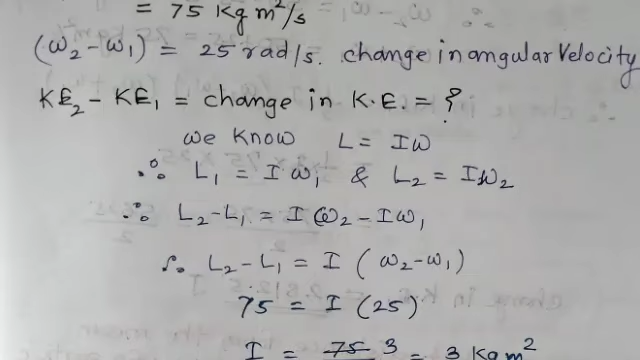 = 75 Kg m²/s
(ω₂-ω₁) = 25 rad/s. change in angular Velocity
KE₂ - KE₁ = change in K.E. = ?
we know L = Iω
∴ L₁ = Iω₁ & L₂ = Iω₂
∴ L₂-L₁ = Iω₂-Iω₁
∴ L₂-L₁ = I (ω₂-ω₁)
75 = I (25)
I = 75 3 = 3 Kg m²